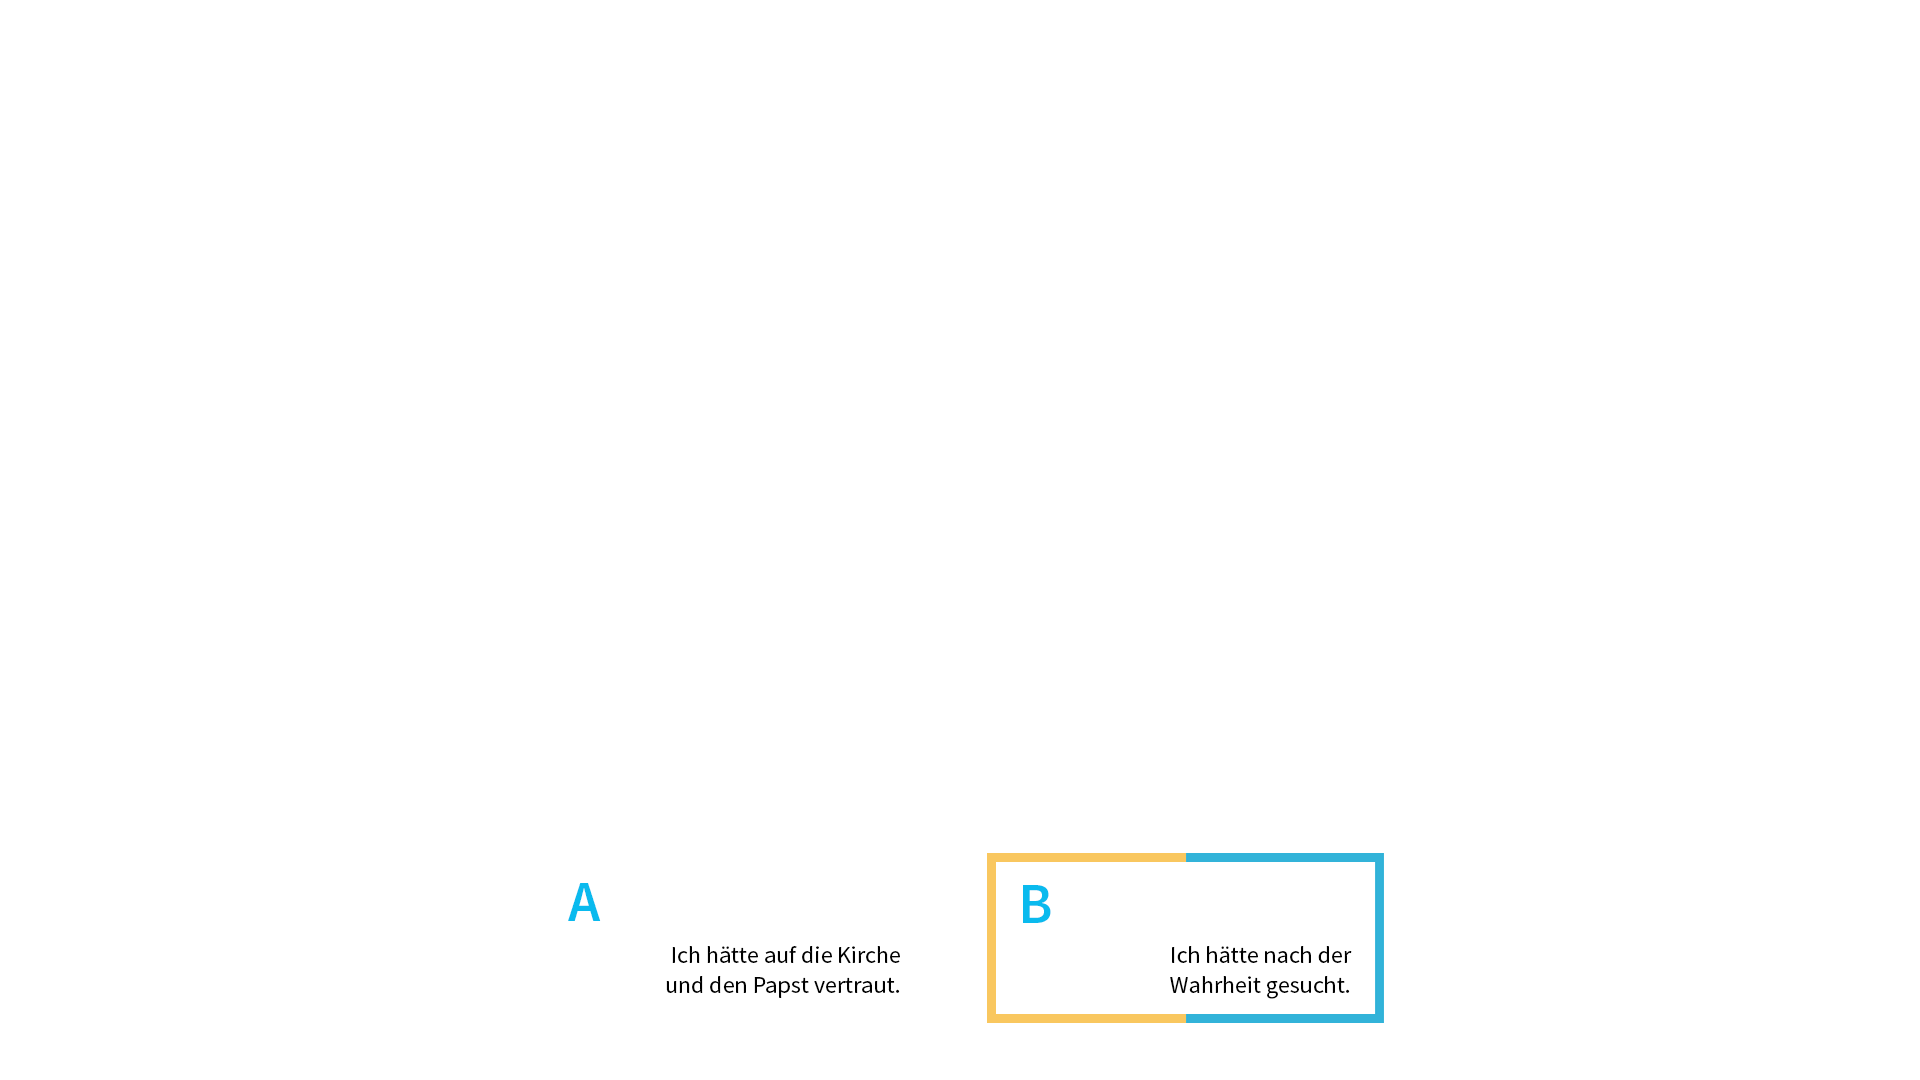 A
Ich hätte auf die Kirche
und den Papst vertraut.
B
Ich hätte nach der
Wahrheit gesucht.